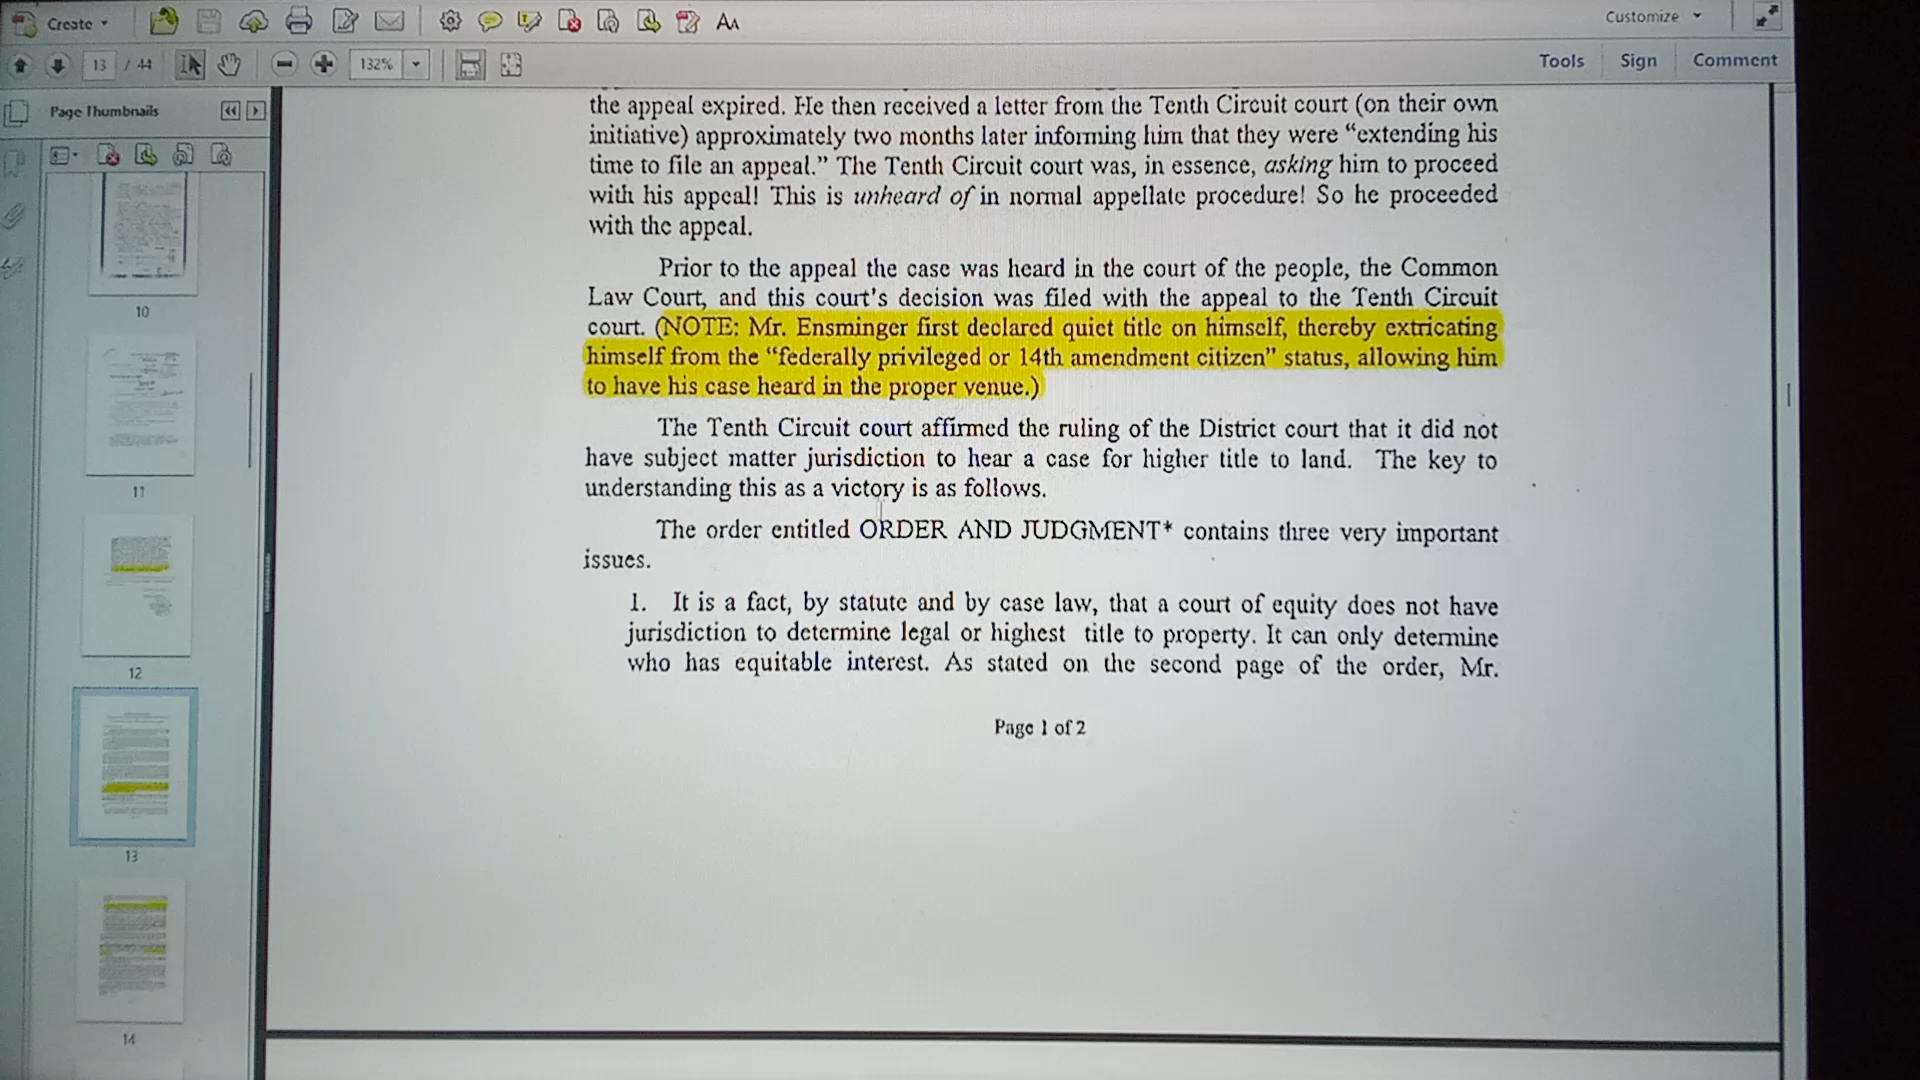 Create
Customize
13 / 44
132%
Tools
Sign
Comment
Page Thumbnails
10
11
12
13
14
the appeal expired. He then received a letter from the Tenth Circuit court (on their own
initiative) approximately two months later informing him that they were “extending his
time to file an appeal.” The Tenth Circuit court was, in essence, asking him to proceed
with his appeal! This is unheard of in normal appellate procedure! So he proceeded
with the appeal.
Prior to the appeal the case was heard in the court of the people, the Common
Law Court, and this court's decision was filed with the appeal to the Tenth Circuit
court. (NOTE: Mr. Ensminger first declared quiet title on himself, thereby extricating
himself from the “federally privileged or 14th amendment citizen” status, allowing him
to have his case heard in the proper venue.)
The Tenth Circuit court affirmed the ruling of the District court that it did not
have subject matter jurisdiction to hear a case for higher title to land. The key to
understanding this as a victory is as follows.
The order entitled ORDER AND JUDGMENT* contains three very important
issues.
1. It is a fact, by statute and by case law, that a court of equity does not have
jurisdiction to determine legal or highest title to property. It can only determine
who has equitable interest. As stated on the second page of the order, Mr.
Page 1 of 2